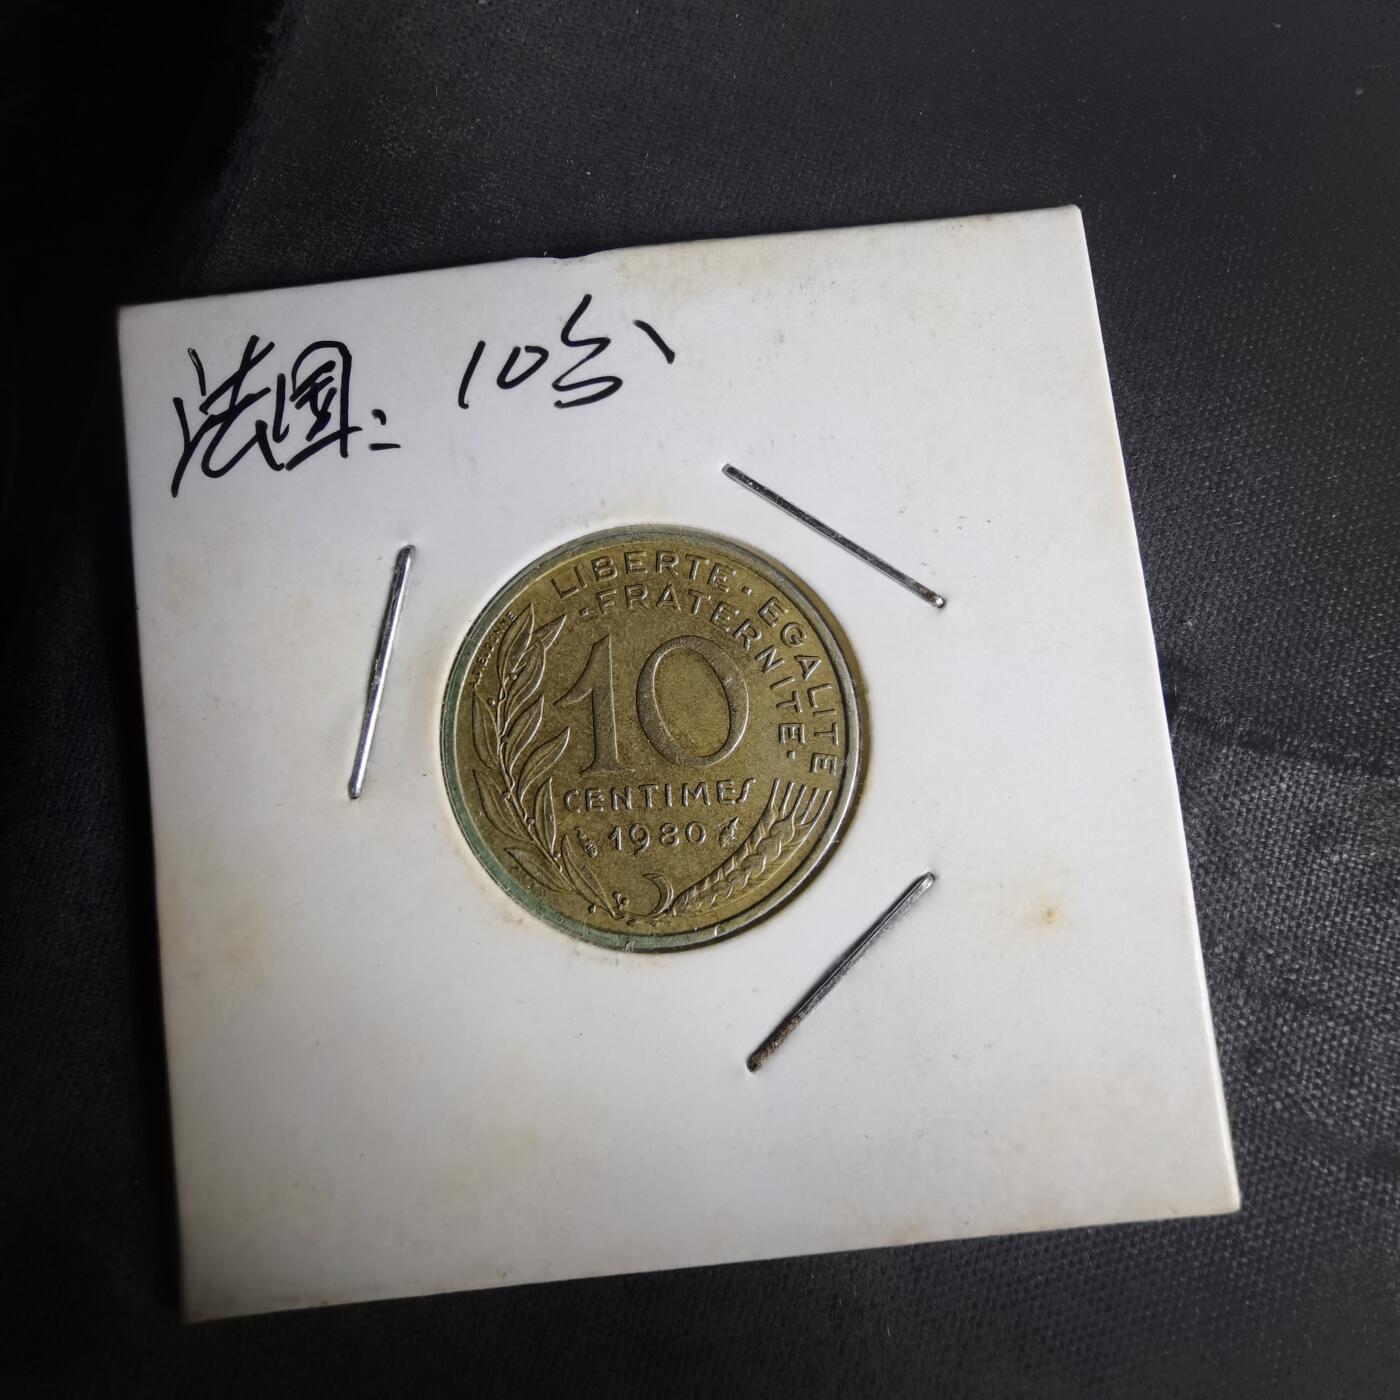 法国: 10分
LIBERTE · EGALITE
· FRATERNITE ·
10
CENTIMES
1980